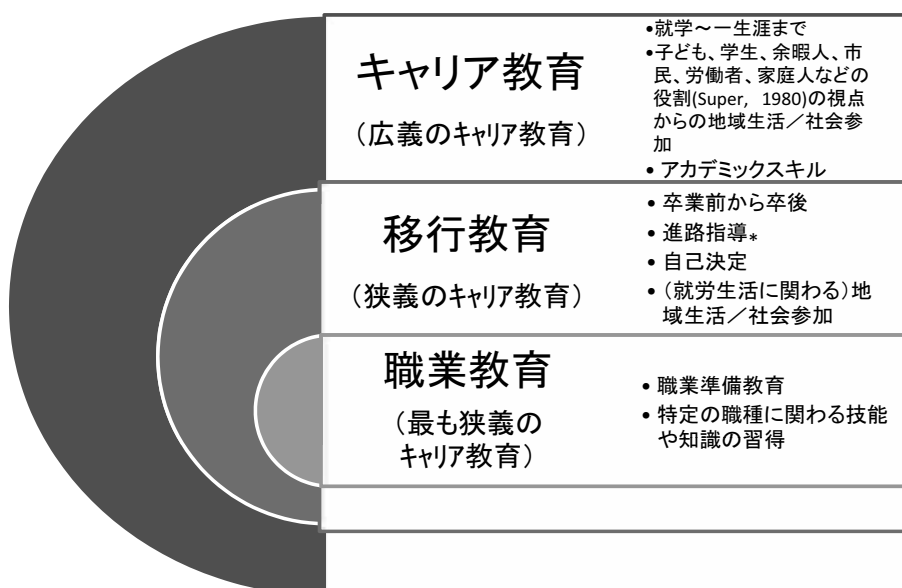 キャリア教育
（広義のキャリア教育）
•就学～一生涯まで
•子ども、学生、余暇人、市
民、労働者、家庭人などの
役割(Super, 1980)の視点
からの地域生活／社会参
加
• アカデミックスキル
移行教育
（狭義のキャリア教育）
• 卒業前から卒後
• 進路指導*
• 自己決定
• （就労生活に関わる）地
域生活／社会参加
職業教育
（最も狭義の
キャリア教育）
• 職業準備教育
• 特定の職種に関わる技能
や知識の習得